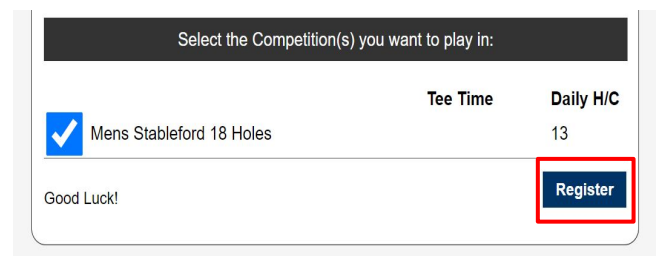 Select the Competition(s) you want to play in:
Tee Time Daily H/C
Mens Stableford 18 Holes 13
Good Luck! Register